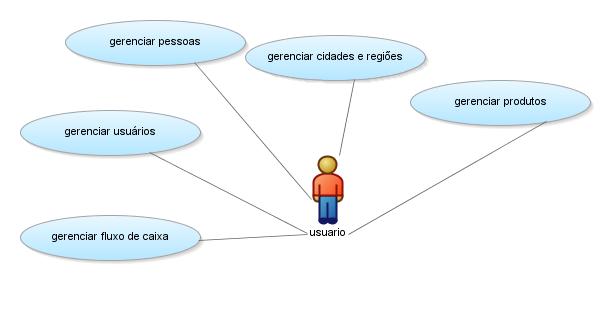 gerenciar pessoas
gerenciar cidades e regiões
gerenciar produtos
gerenciar usuários
usuario
gerenciar fluxo de caixa